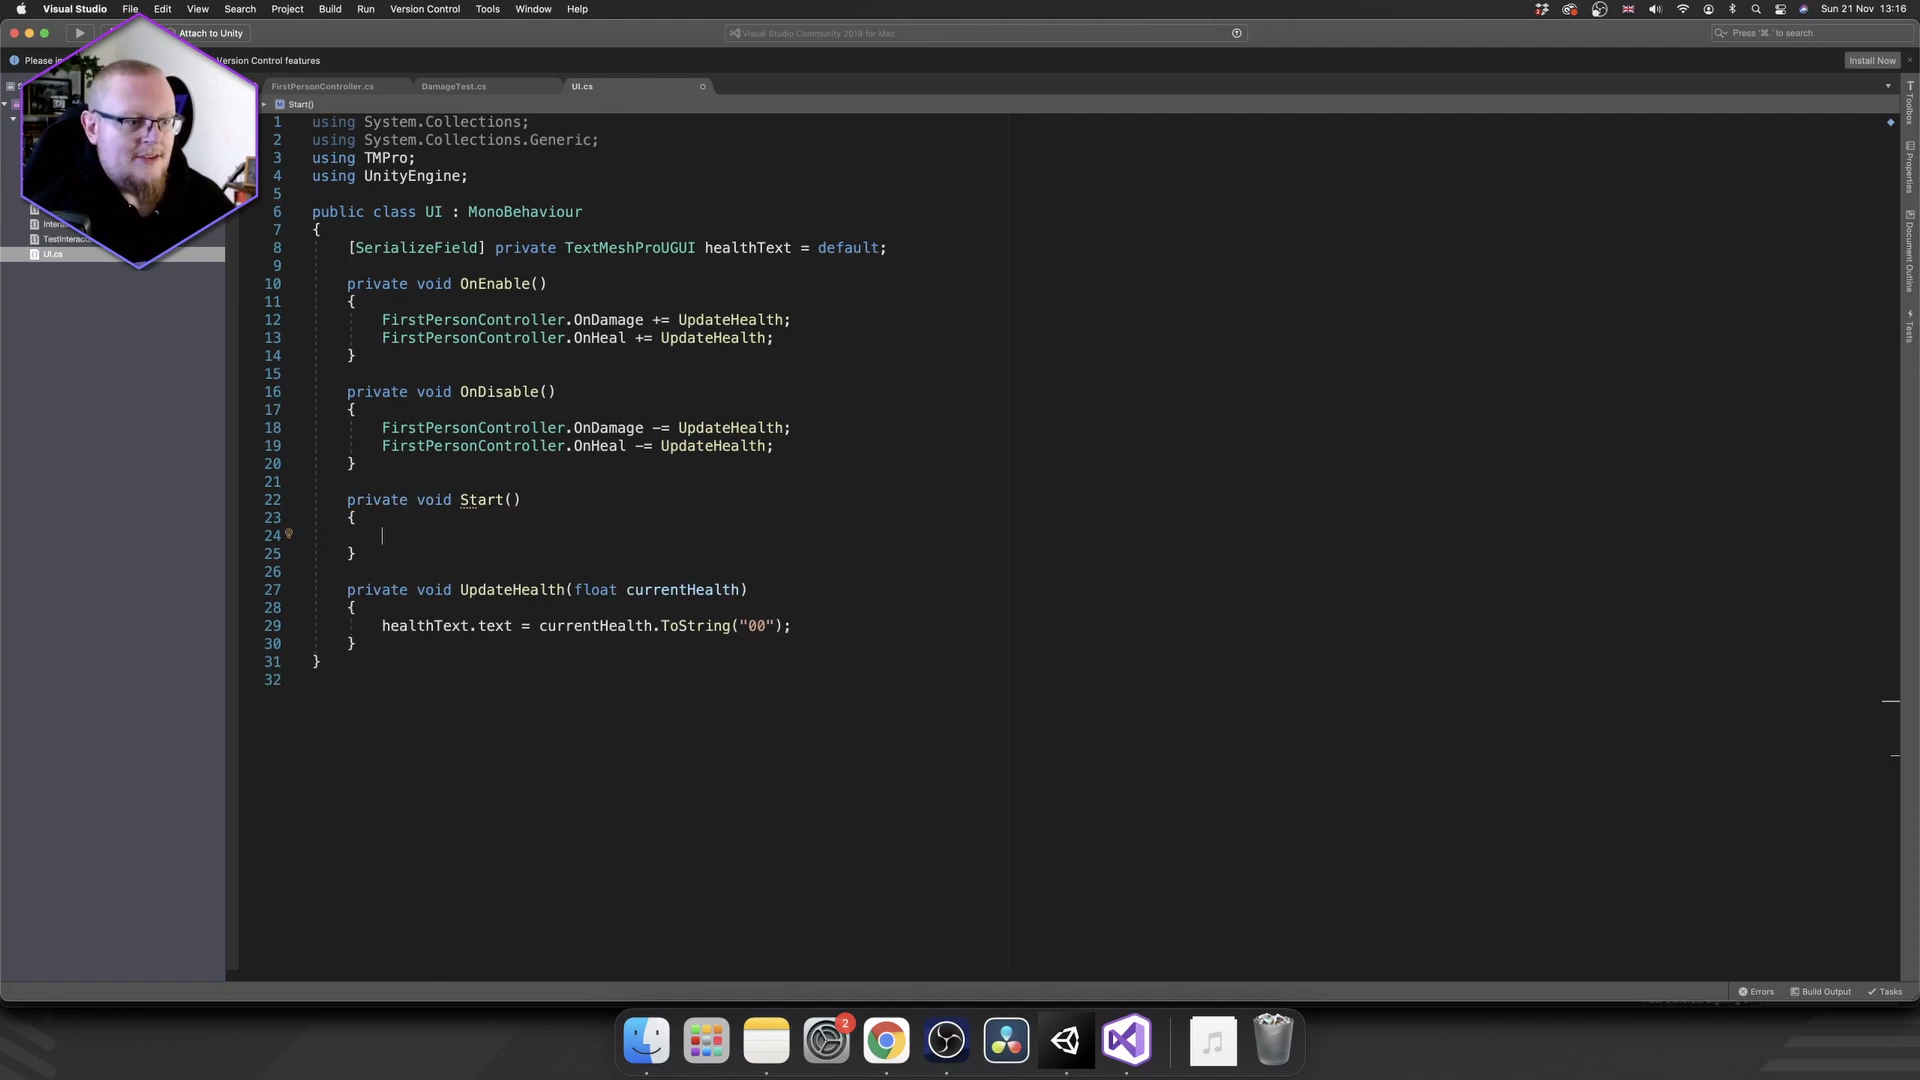 Visual Studio File Edit View Search Project Build Run Version Control Tools Window Help Sun 21 Nov 13:16
Attach to Unity Visual Studio Community 2019 for Mac Press '⌘.' to search
Please in Version Control features Install Now
FirstPersonController.cs DamageTest.cs UI.cs
Start()
1 using System.Collections;
2 using System.Collections.Generic;
3 using TMPro;
4 using UnityEngine;
5
6 public class UI : MonoBehaviour
7 {
8 [SerializeField] private TextMeshProUGUI healthText = default;
9
10 private void OnEnable()
11 {
12 FirstPersonController.OnDamage += UpdateHealth;
13 FirstPersonController.OnHeal += UpdateHealth;
14 }
15
16 private void OnDisable()
17 {
18 FirstPersonController.OnDamage -= UpdateHealth;
19 FirstPersonController.OnHeal -= UpdateHealth;
20 }
21
22 private void Start()
23 {
24
25 }
26
27 private void UpdateHealth(float currentHealth)
28 {
29 healthText.text = currentHealth.ToString("00");
30 }
31 }
32
Intera
TestInterac
UI.cs
Toolbox
Properties
Document Outline
Tests
Errors Build Output Tasks
2